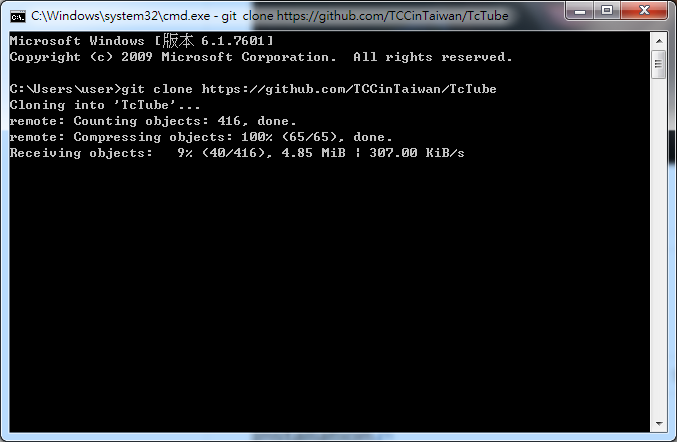 C:\Windows\system32\cmd.exe - git  clone https://github.com/TCCinTaiwan/TcTube
Microsoft Windows [版本 6.1.7601]
Copyright (c) 2009 Microsoft Corporation.  All rights reserved.
C:\Users\user>git clone https://github.com/TCCinTaiwan/TcTube
Cloning into 'TcTube'...
remote: Counting objects: 416, done.
remote: Compressing objects: 100% (65/65), done.
Receiving objects:   9% (40/416), 4.85 MiB | 307.00 KiB/s